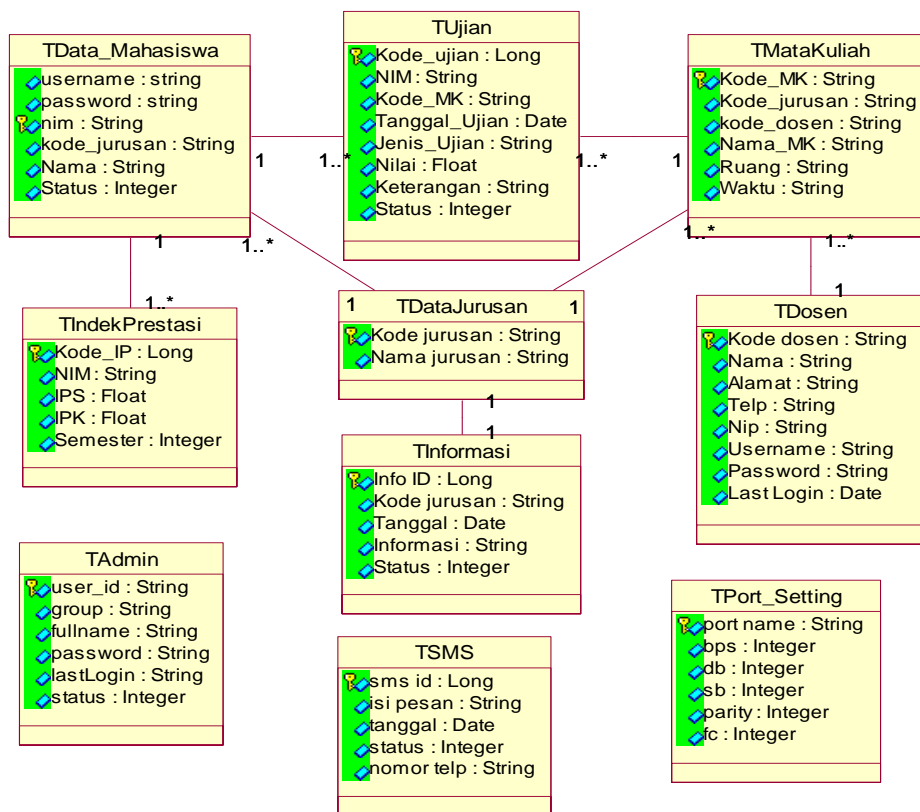 TData_Mahasiswa
username : string
password : string
nim : String
kode_jurusan : String
Nama : String
Status : Integer
TUjian
Kode_ujian : Long
NIM : String
Kode_MK : String
Tanggal_Ujian : Date
Jenis_Ujian : String
Nilai : Float
Keterangan : String
Status : Integer
TMataKuliah
Kode_MK : String
Kode_jurusan : String
kode_dosen : String
Nama_MK : String
Ruang : String
Waktu : String
1
1..*
1..*
1
1
1..*
1..*
1..*
1..*
1
1
1
TIndekPrestasi
Kode_IP : Long
NIM : String
IPS : Float
IPK : Float
Semester : Integer
TDataJurusan
Kode jurusan : String
Nama jurusan : String
TDosen
Kode dosen : String
Nama : String
Alamat : String
Telp : String
Nip : String
Username : String
Password : String
Last Login : Date
1
1
TInformasi
Info ID : Long
Kode jurusan : String
Tanggal : Date
Informasi : String
Status : Integer
TAdmin
user_id : String
group : String
fullname : String
password : String
lastLogin : String
status : Integer
TSMS
sms id : Long
isi pesan : String
tanggal : Date
status : Integer
nomor telp : String
TPort_Setting
port name : String
bps : Integer
db : Integer
sb : Integer
parity : Integer
fc : Integer